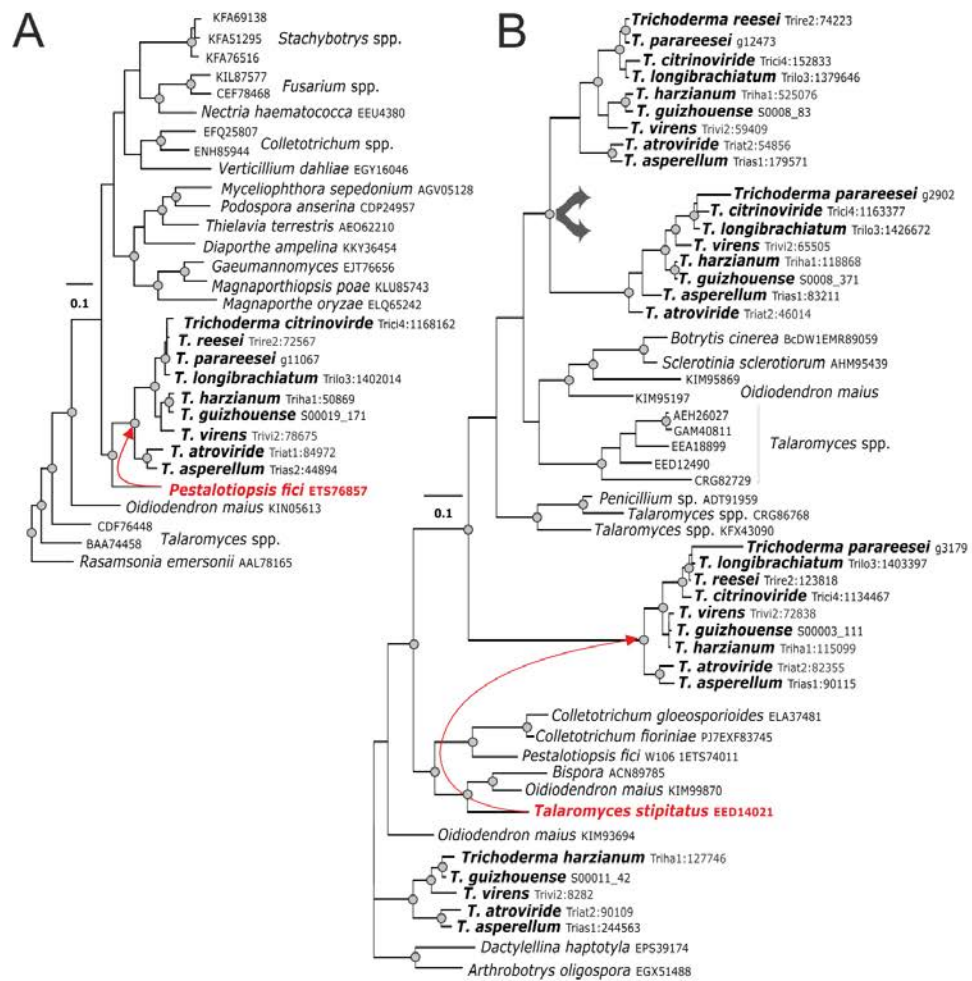 A
KFA69138
KFA51295 Stachybotrys spp.
KFA76516
KIL87577
CEF78468 Fusarium spp.
Nectria haematococca EEU4380
EFQ25807
ENH85944 Colletotrichum spp.
Verticillium dahliae EGY16046
Myceliophthora sepedonium AGV05128
Podospora anserina CDP24957
Thielavia terrestris AEO62210
Diaporthe ampelina KKY36454
Gaeumannomyces EJT76656
Magnaporthiopsis poae KLU85743
Magnaporthe oryzae ELQ65242
0.1
Trichoderma citrinovirde Trici4:1168162
T. reesei Trire2:72567
T. parareesei g11067
T. longibrachiatum Trilo3:1402014
T. harzianum Triha1:50869
T. guizhouense S00019_171
T. virens Trivi2:78675
T. atroviride Triat1:84972
T. asperellum Trias2:44894
Pestalotiopsis fici ETS76857
Oidiodendron maius KIN05613
CDF76448
BAA74458 Talaromyces spp.
Rasamsonia emersonii AAL78165
B
Trichoderma reesei Trire2:74223
T. parareesei g12473
T. citrinoviride Trici4:152833
T. longibrachiatum Trilo3:1379646
T. harzianum Triha1:525076
T. guizhouense S0008_83
T. virens Trivi2:59409
T. atroviride Triat2:54856
T. asperellum Trias1:179571
Trichoderma parareesei g2902
T. citrinoviride Trici4:1163377
T. longibrachiatum Trilo3:1426672
T. virens Trivi2:65505
T. harzianum Triha1:118868
T. guizhouense S0008_371
T. asperellum Trias1:83211
T. atroviride Triat2:46014
Botrytis cinerea BcDW1EMR89059
Sclerotinia sclerotiorum AHM95439
KIM95869
KIM95197 Oidiodendron maius
AEH26027
GAM40811
EEA18899 Talaromyces spp.
EED12490
CRG82729
Penicillium sp. ADT91959
Talaromyces spp. CRG86768
Talaromyces spp. KFX43090
0.1
Trichoderma parareesei g3179
T. longibrachiatum Trilo3:1403397
T. reesei Trire2:123818
T. citrinoviride Trici4:1134467
T. virens Trivi2:72838
T. guizhouense S00003_111
T. harzianum Triha1:115099
T. atroviride Triat2:82355
T. asperellum Trias1:90115
Colletotrichum gloeosporioides ELA37481
Colletotrichum fioriniae PJ7EXF83745
Pestalotiopsis fici W106 1ETS74011
Bispora ACN89785
Oidiodendron maius KIM99870
Talaromyces stipitatus EED14021
Oidiodendron maius KIM93694
Trichoderma harzianum Triha1:127746
T. guizhouense S00011_42
T. virens Trivi2:8282
T. atroviride Triat2:90109
T. asperellum Trias1:244563
Dactylellina haptotyla EPS39174
Arthrobotrys oligospora EGX51488